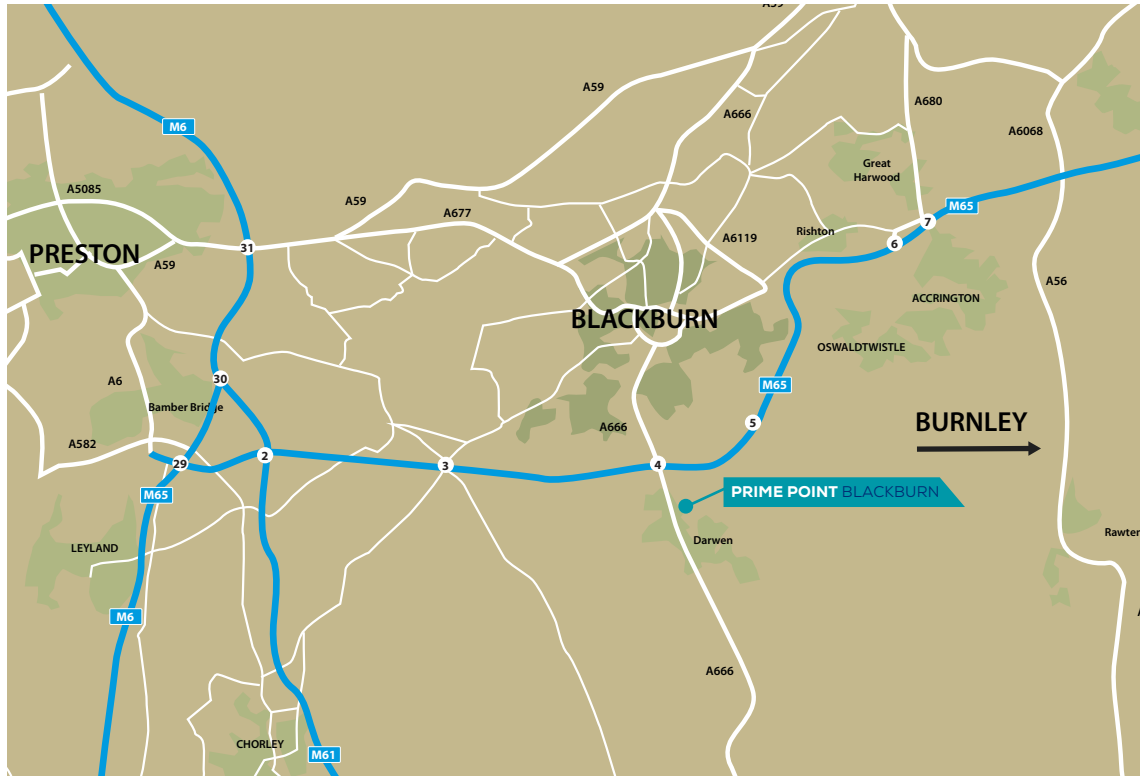 A59
M6
A59
A666
A680
A6068
A5085
Great
Harwood
A59
A677
M65
7
A6119
Rishton
6
31
PRESTON
A59
A56
ACCRINGTON
BLACKBURN
OSWALDTWISTLE
A6
30
M65
Bamber Bridge
5
BURNLEY
A666
A582
29
2
3
4
M65
PRIME POINT BLACKBURN
Rawten
LEYLAND
Darwen
M6
A666
CHORLEY
M61